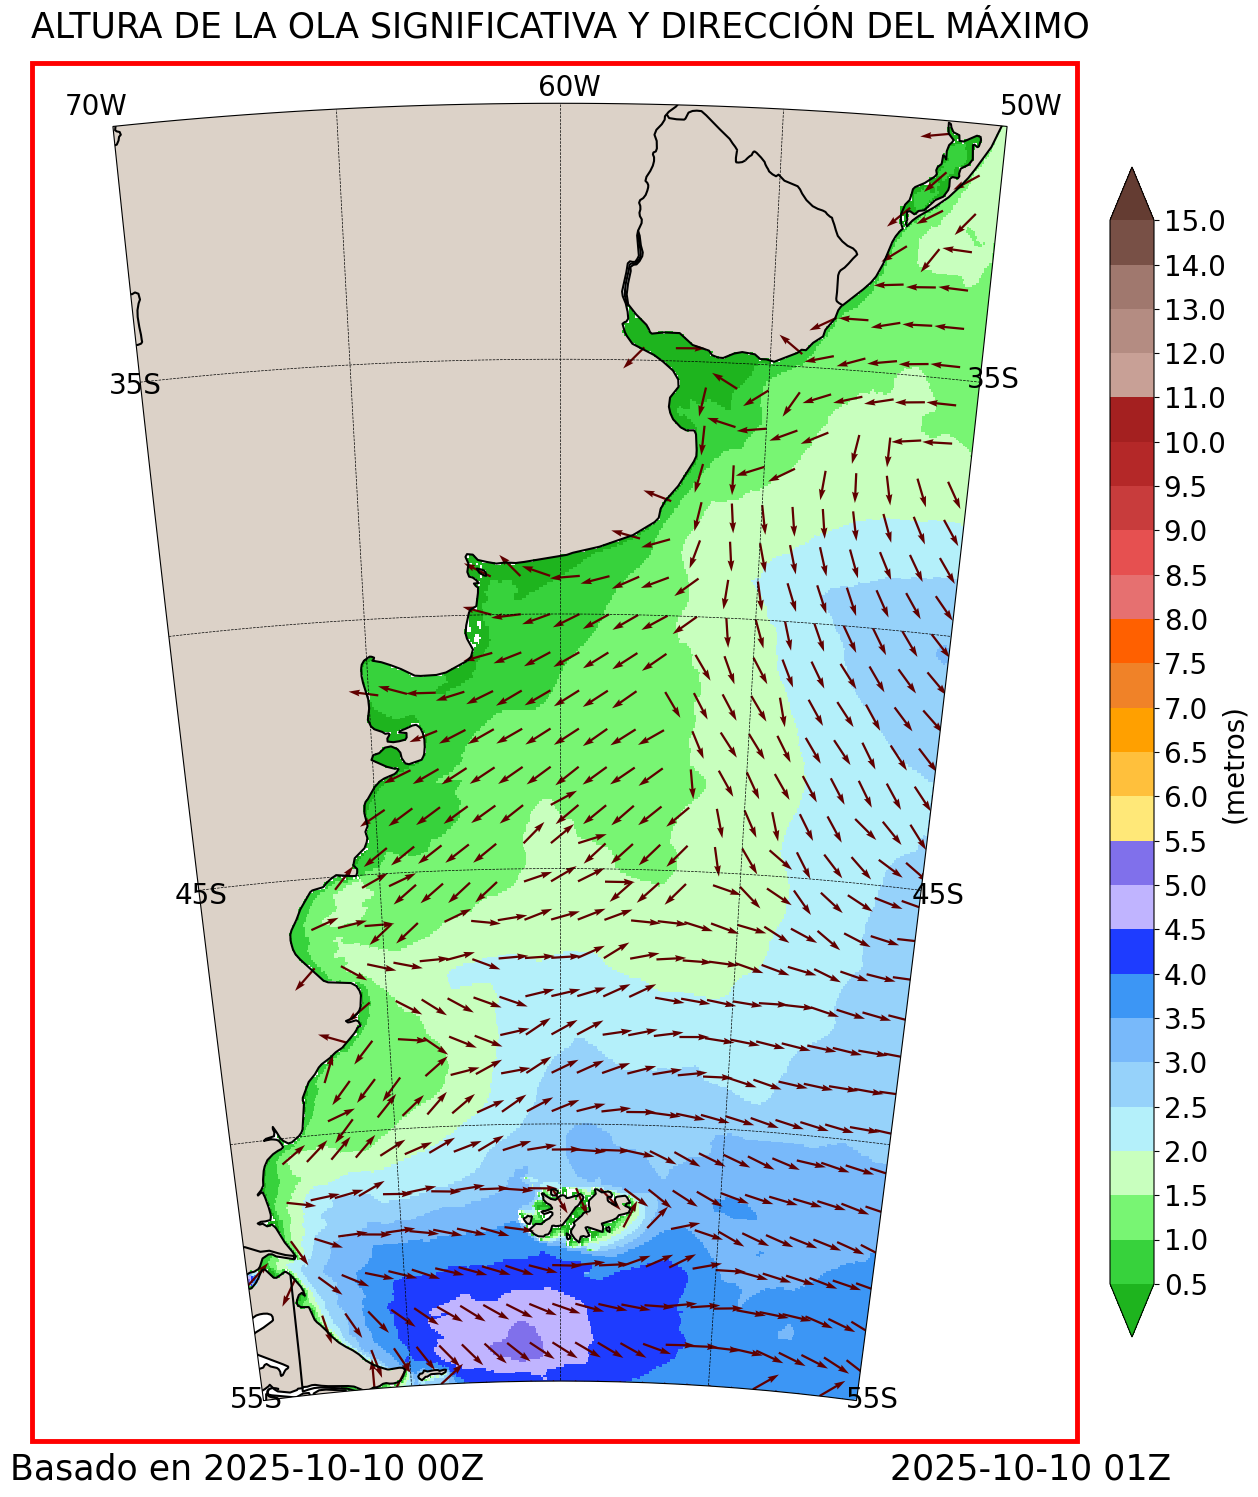 ALTURA DE LA OLA SIGNIFICATIVA Y DIRECCIÓN DEL MÁXIMO
70W
60W
50W
35S
35S
45S
45S
55S
55S
15.0
14.0
13.0
12.0
11.0
10.0
9.5
9.0
8.5
8.0
7.5
7.0
6.5
6.0
5.5
5.0
4.5
4.0
3.5
3.0
2.5
2.0
1.5
1.0
0.5
(metros)
Basado en 2025-10-10 00Z
2025-10-10 01Z